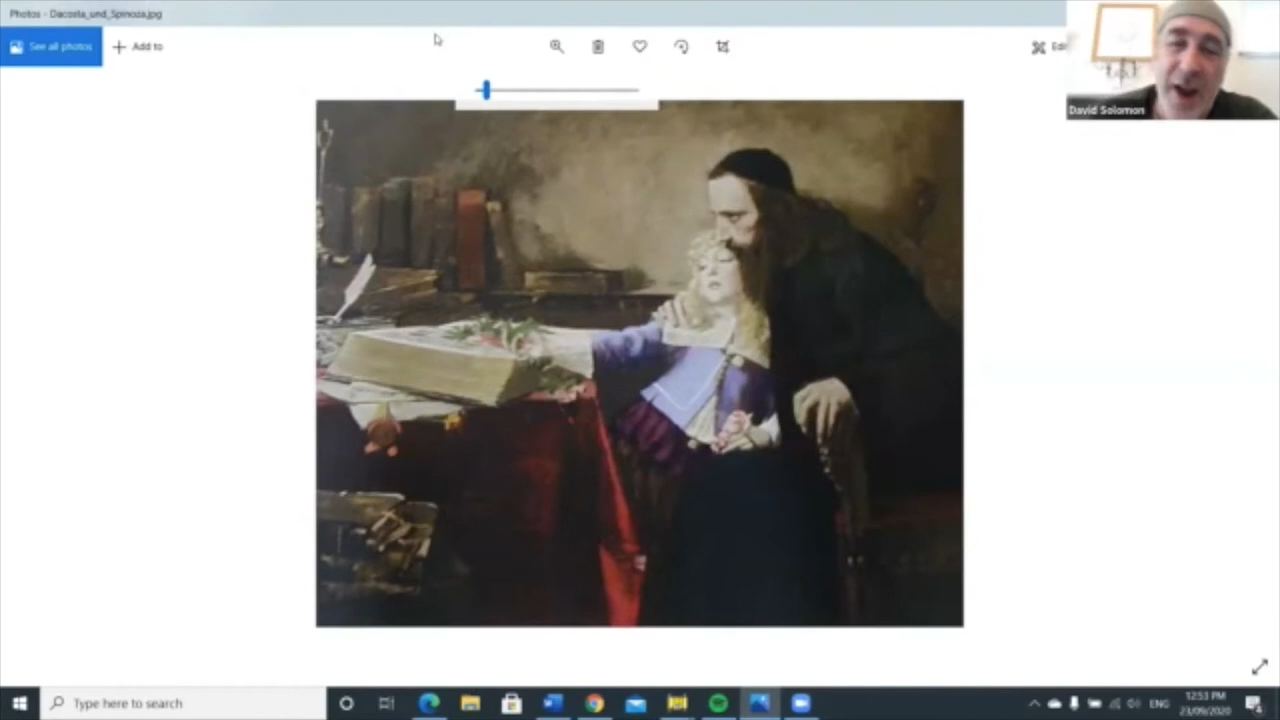 Photos - Dacosta_und_Spinoza.jpg
See all photos
Add to
David Solomon
Type here to search
ENG
12:53 PM
23/09/2020